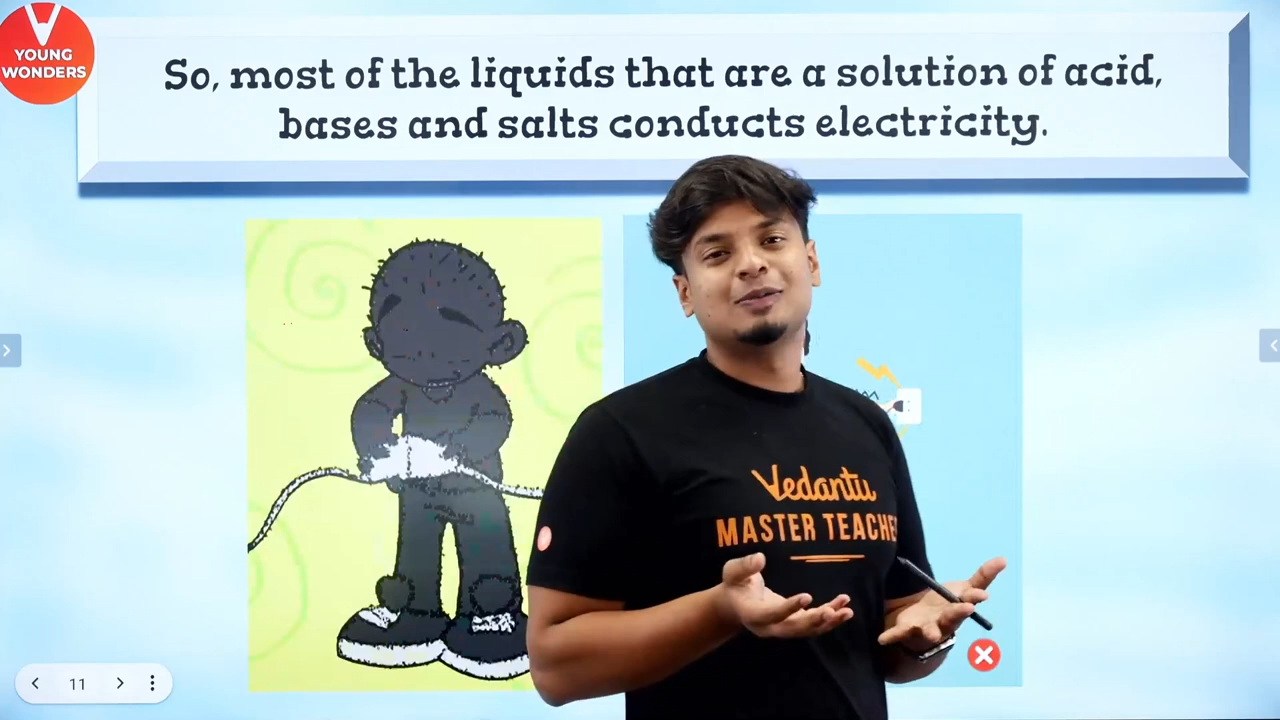 YOUNG
WONDERS
So, most of the liquids that are a solution of acid,
bases and salts conducts electricity.
Vedantu
MASTER TEACHE
11